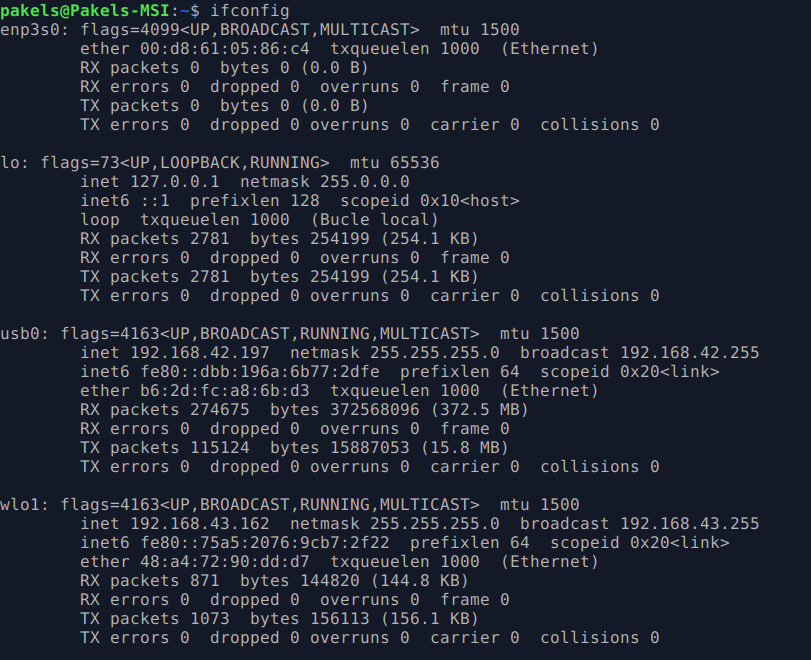 pakels@Pakels-MSI:~$ ifconfig
enp3s0: flags=4099<UP,BROADCAST,MULTICAST>  mtu 1500
        ether 00:d8:61:05:86:c4  txqueuelen 1000  (Ethernet)
        RX packets 0  bytes 0 (0.0 B)
        RX errors 0  dropped 0  overruns 0  frame 0
        TX packets 0  bytes 0 (0.0 B)
        TX errors 0  dropped 0 overruns 0  carrier 0  collisions 0

lo: flags=73<UP,LOOPBACK,RUNNING>  mtu 65536
        inet 127.0.0.1  netmask 255.0.0.0
        inet6 ::1  prefixlen 128  scopeid 0x10<host>
        loop  txqueuelen 1000  (Bucle local)
        RX packets 2781  bytes 254199 (254.1 KB)
        RX errors 0  dropped 0  overruns 0  frame 0
        TX packets 2781  bytes 254199 (254.1 KB)
        TX errors 0  dropped 0 overruns 0  carrier 0  collisions 0

usb0: flags=4163<UP,BROADCAST,RUNNING,MULTICAST>  mtu 1500
        inet 192.168.42.197  netmask 255.255.255.0  broadcast 192.168.42.255
        inet6 fe80::dbb:196a:6b77:2dfe  prefixlen 64  scopeid 0x20<link>
        ether b6:2d:fc:a8:6b:d3  txqueuelen 1000  (Ethernet)
        RX packets 274675  bytes 372568096 (372.5 MB)
        RX errors 0  dropped 0  overruns 0  frame 0
        TX packets 115124  bytes 15887053 (15.8 MB)
        TX errors 0  dropped 0 overruns 0  carrier 0  collisions 0

wlo1: flags=4163<UP,BROADCAST,RUNNING,MULTICAST>  mtu 1500
        inet 192.168.43.162  netmask 255.255.255.0  broadcast 192.168.43.255
        inet6 fe80::75a5:2076:9cb7:2f22  prefixlen 64  scopeid 0x20<link>
        ether 48:a4:72:90:dd:d7  txqueuelen 1000  (Ethernet)
        RX packets 871  bytes 144820 (144.8 KB)
        RX errors 0  dropped 0  overruns 0  frame 0
        TX packets 1073  bytes 156113 (156.1 KB)
        TX errors 0  dropped 0 overruns 0  carrier 0  collisions 0